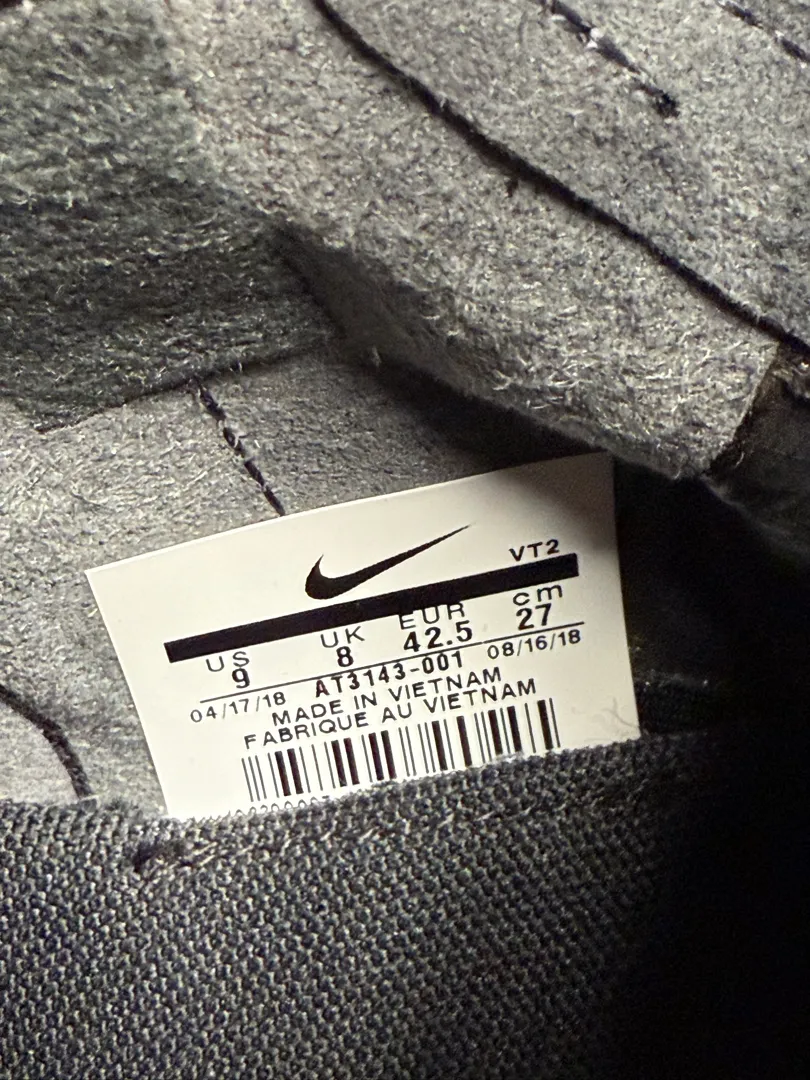 VT2
US UK EUR cm
9 8 42.5 27
04/17/18 AT3143-001 08/16/18
MADE IN VIETNAM
FABRIQUE AU VIETNAM